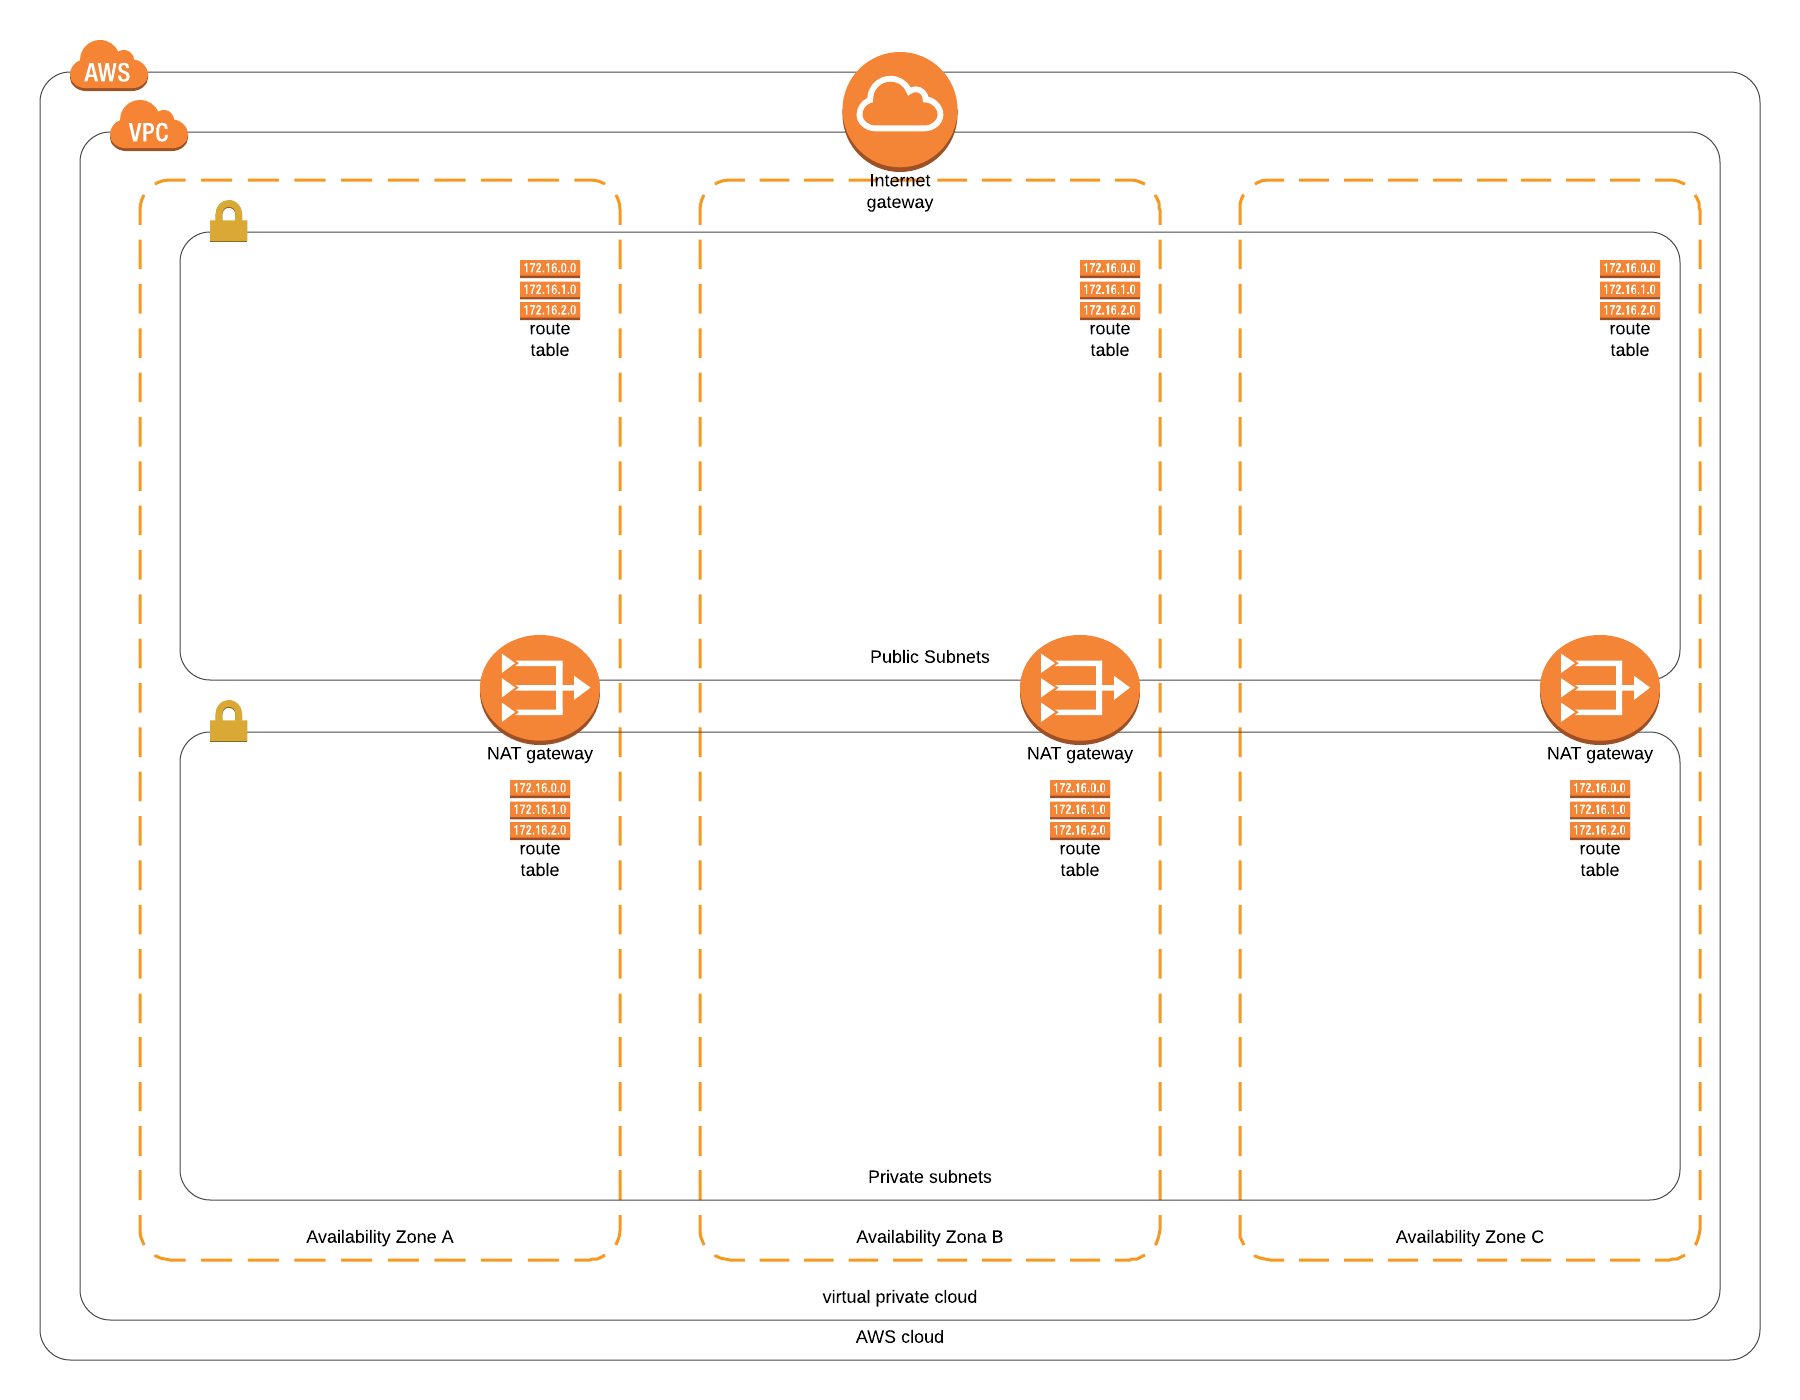 AWS
VPC
Internet
gateway
172.16.0.0
172.16.1.0
172.16.2.0
route
table
172.16.0.0
172.16.1.0
172.16.2.0
route
table
172.16.0.0
172.16.1.0
172.16.2.0
route
table
Public Subnets
NAT gateway
NAT gateway
NAT gateway
172.16.0.0
172.16.1.0
172.16.2.0
route
table
172.16.0.0
172.16.1.0
172.16.2.0
route
table
172.16.0.0
172.16.1.0
172.16.2.0
route
table
Private subnets
Availability Zone A
Availability Zona B
Availability Zone C
virtual private cloud
AWS cloud